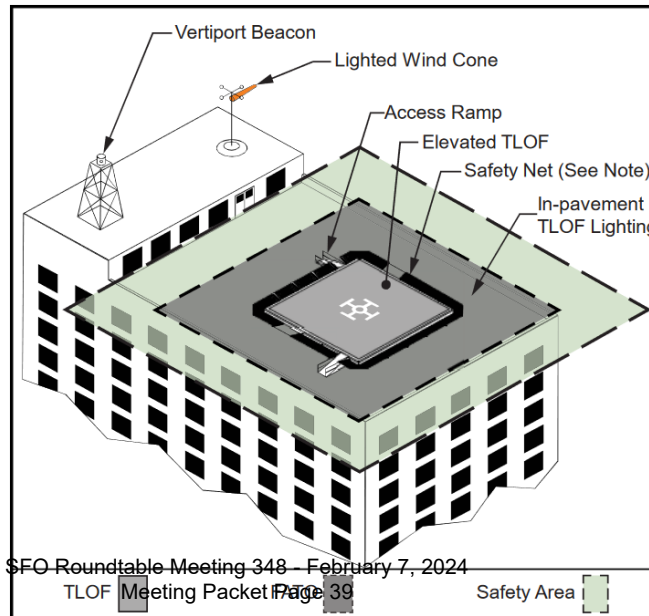 Vertiport Beacon
Lighted Wind Cone
Access Ramp
Elevated TLOF
Safety Net (See Note)
In-pavement
TLOF Lighting
SFO Roundtable Meeting 348 - February 7, 2024
TLOF
Meeting Packet Page 39
FATO
Safety Area